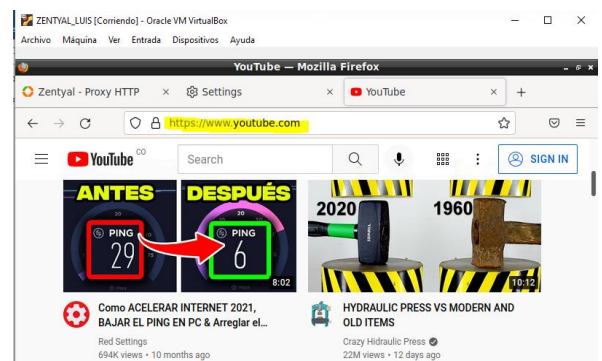 ZENTYAL_LUIS [Corriendo] - Oracle VM VirtualBox
Archivo Máquina Ver Entrada Dispositivos Ayuda
YouTube — Mozilla Firefox
Zentyal - Proxy HTTP
Settings
YouTube
https://www.youtube.com
YouTube CO
Search
SIGN IN
ANTES DESPUÉS
PING
29
PING
6
8:02
2020 1960
10:12
Como ACELERAR INTERNET 2021,
BAJAR EL PING EN PC & Arreglar el...
Red Settings
694K views • 10 months ago
HYDRAULIC PRESS VS MODERN AND
OLD ITEMS
Crazy Hidraulic Press
22M views • 12 days ago